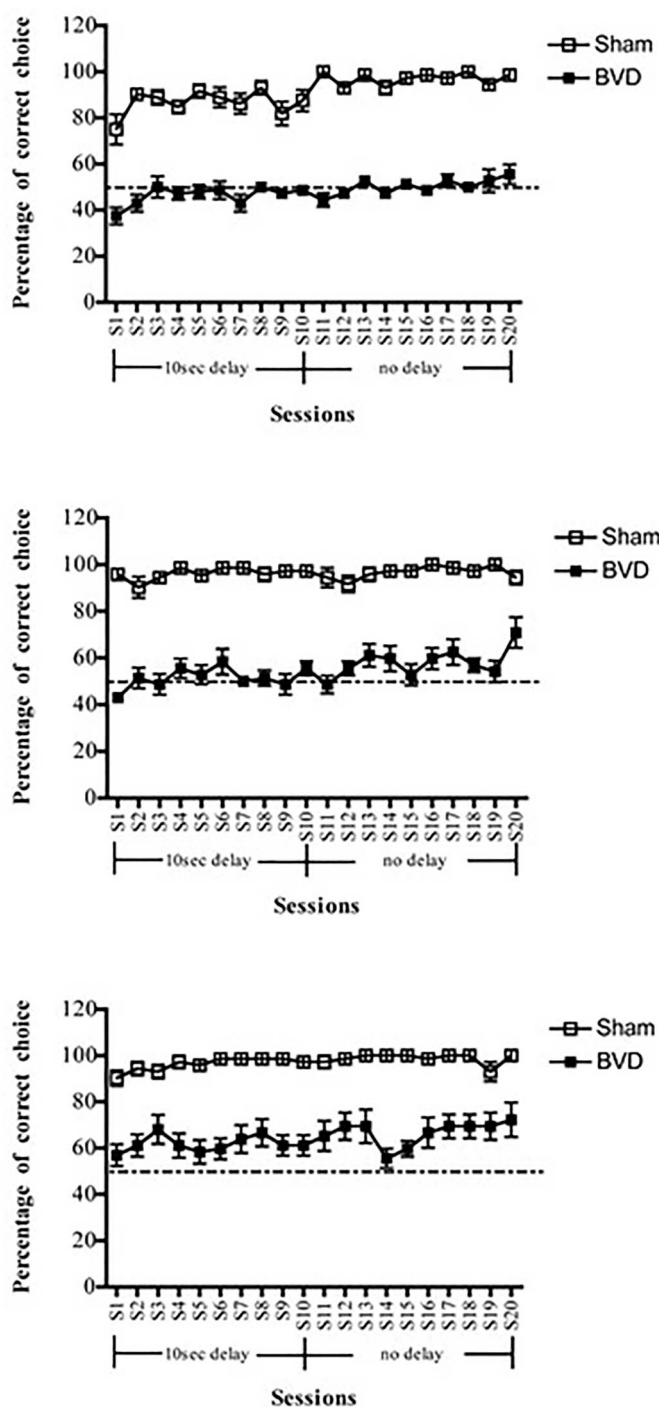 Percentage of correct choice
120
100
80
60
40
20
0
Sham
BVD
S1 S2 S3 S4 S5 S6 S7 S8 S9 S10 S11 S12 S13 S14 S15 S16 S17 S18 S19 S20
10sec delay no delay
Sessions
Percentage of correct choice
120
100
80
60
40
20
0
Sham
BVD
S1 S2 S3 S4 S5 S6 S7 S8 S9 S10 S11 S12 S13 S14 S15 S16 S17 S18 S19 S20
10sec delay no delay
Sessions
Percentage of correct choice
120
100
80
60
40
20
0
Sham
BVD
S1 S2 S3 S4 S5 S6 S7 S8 S9 S10 S11 S12 S13 S14 S15 S16 S17 S18 S19 S20
10sec delay no delay
Sessions